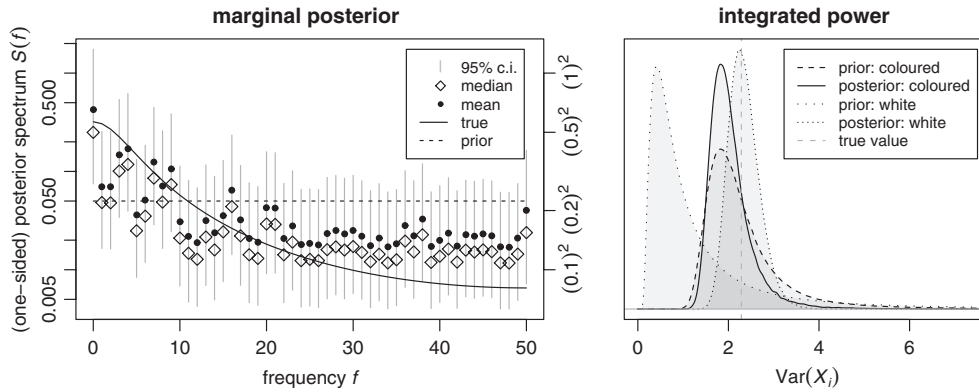 marginal posterior
(one−sided) posterior spectrum S(f)
0.500
0.050
0.005
95% c.i.
median
mean
true
prior
(1)²
(0.5)²
(0.2)²
(0.1)²
0 10 20 30 40 50
frequency f
integrated power
prior: coloured
posterior: coloured
prior: white
posterior: white
true value
0 2 4 6
Var(Xᵢ)